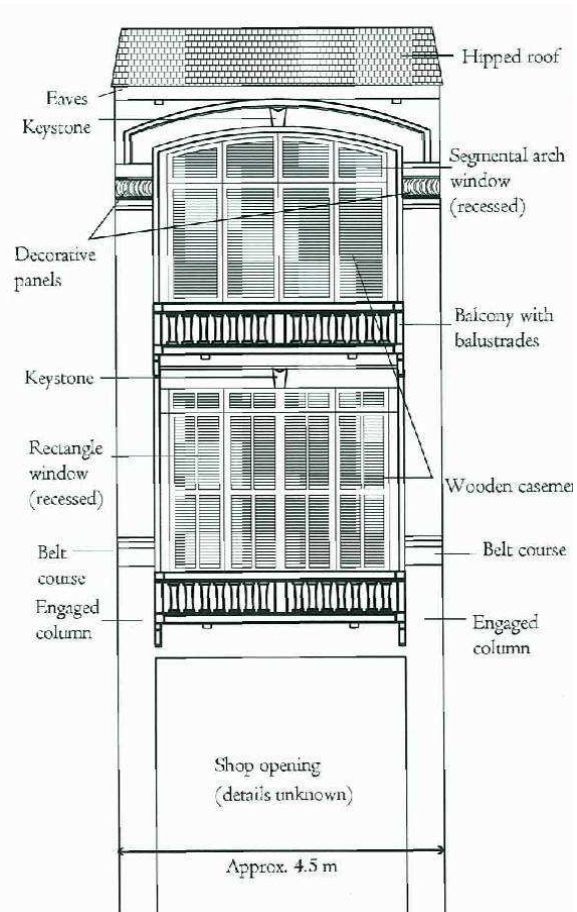 Hipped roof
Eaves
Keystone
Segmental arch
window
(recessed)
Decorative
panels
Balcony with
balustrades
Keystone
Rectangle
window
(recessed)
Wooden casemen
Belt
course
Belt course
Engaged
column
Engaged
column
Shop opening
(details unknown)
Approx. 4.5 m